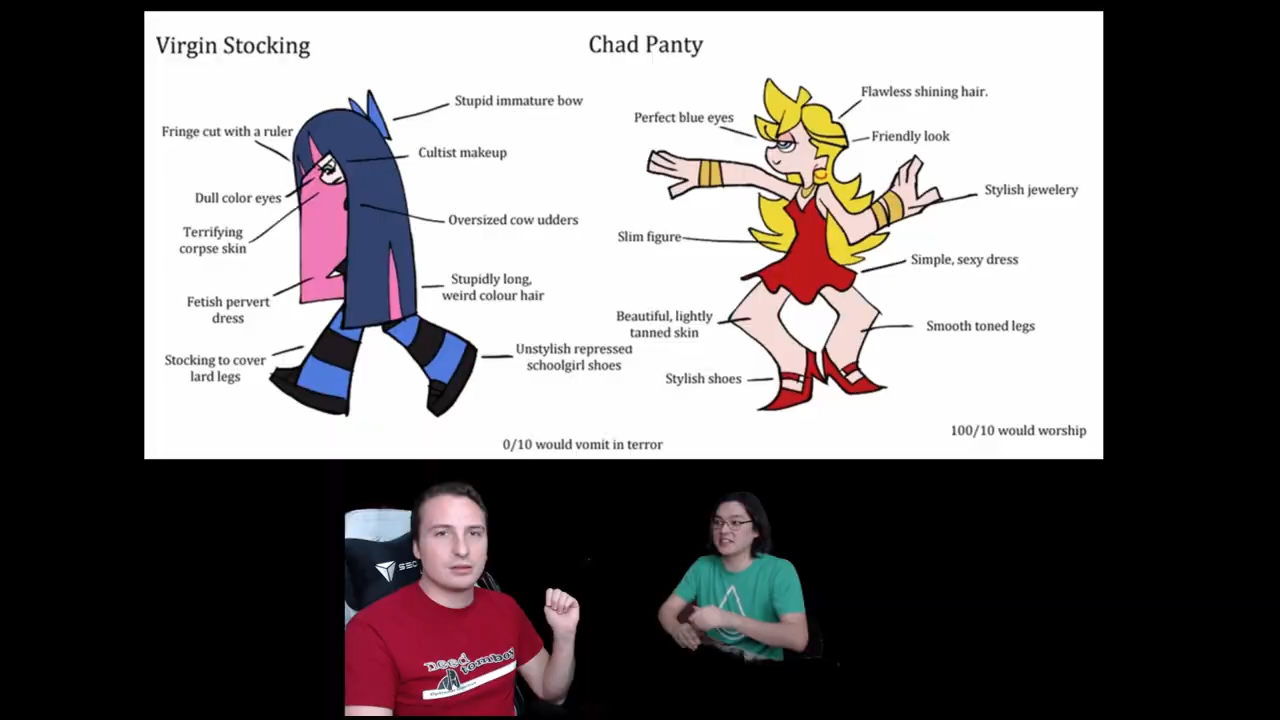 Virgin Stocking
Chad Panty
Stupid immature bow
Fringe cut with a ruler
Cultist makeup
Dull color eyes
Terrifying
corpse skin
Oversized cow udders
Fetish pervert
dress
Stupidly long,
weird colour hair
Stocking to cover
lard legs
Unstylish repressed
schoolgirl shoes
0/10 would vomit in terror
Flawless shining hair.
Perfect blue eyes
Friendly look
Stylish jewelery
Slim figure
Simple, sexy dress
Beautiful, lightly
tanned skin
Smooth toned legs
Stylish shoes
100/10 would worship
SEC
need
tomboy